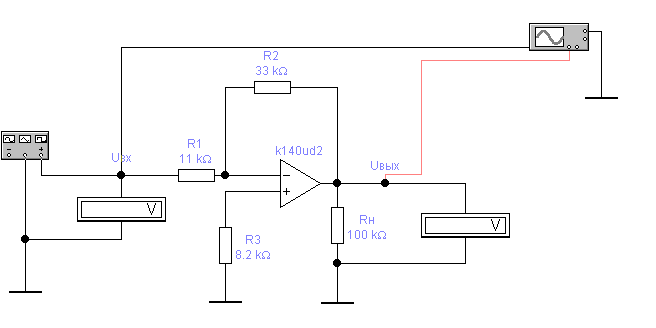 R2
33 kΩ
Uвх
R1
11 kΩ
k140ud2
Uвых
−
+
−
+
V
R3
8.2 kΩ
Rн
100 kΩ
V